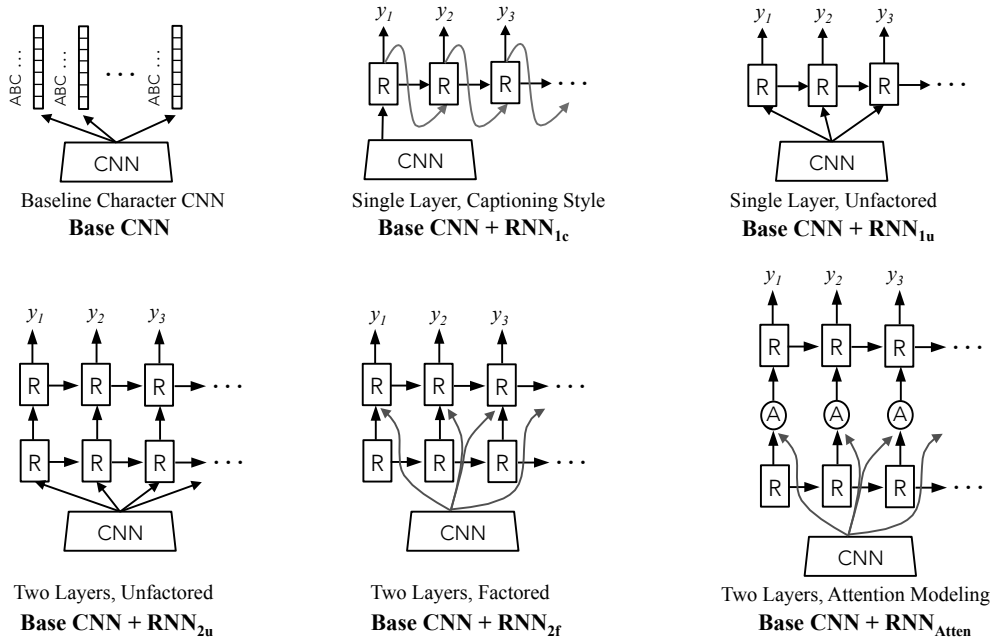 ABC ...
ABC ...
ABC ...
. . .
CNN
Baseline Character CNN
Base CNN
y1 y2 y3
R R R . . .
CNN
Single Layer, Captioning Style
Base CNN + RNN1c
y1 y2 y3
R R R . . .
CNN
Single Layer, Unfactored
Base CNN + RNN1u
y1 y2 y3
R R R . . .
R R R . . .
CNN
Two Layers, Unfactored
Base CNN + RNN2u
y1 y2 y3
R R R . . .
R R R . . .
CNN
Two Layers, Factored
Base CNN + RNN2f
y1 y2 y3
R R R . . .
A A A
R R R . . .
CNN
Two Layers, Attention Modeling
Base CNN + RNNAtten